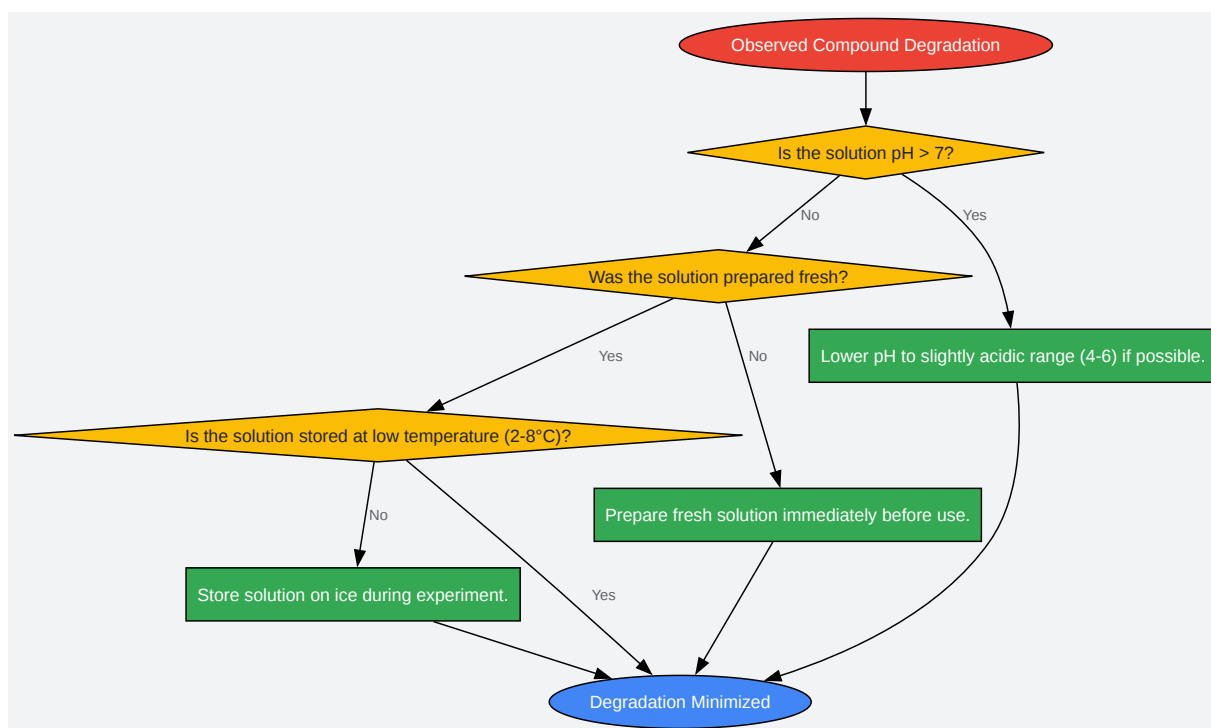 Observed Compound Degradation
Is the solution pH > 7?
No
Yes
Was the solution prepared fresh?
Yes
No
Lower pH to slightly acidic range (4-6) if possible.
Is the solution stored at low temperature (2-8°C)?
No
Prepare fresh solution immediately before use.
Store solution on ice during experiment.
Yes
Degradation Minimized